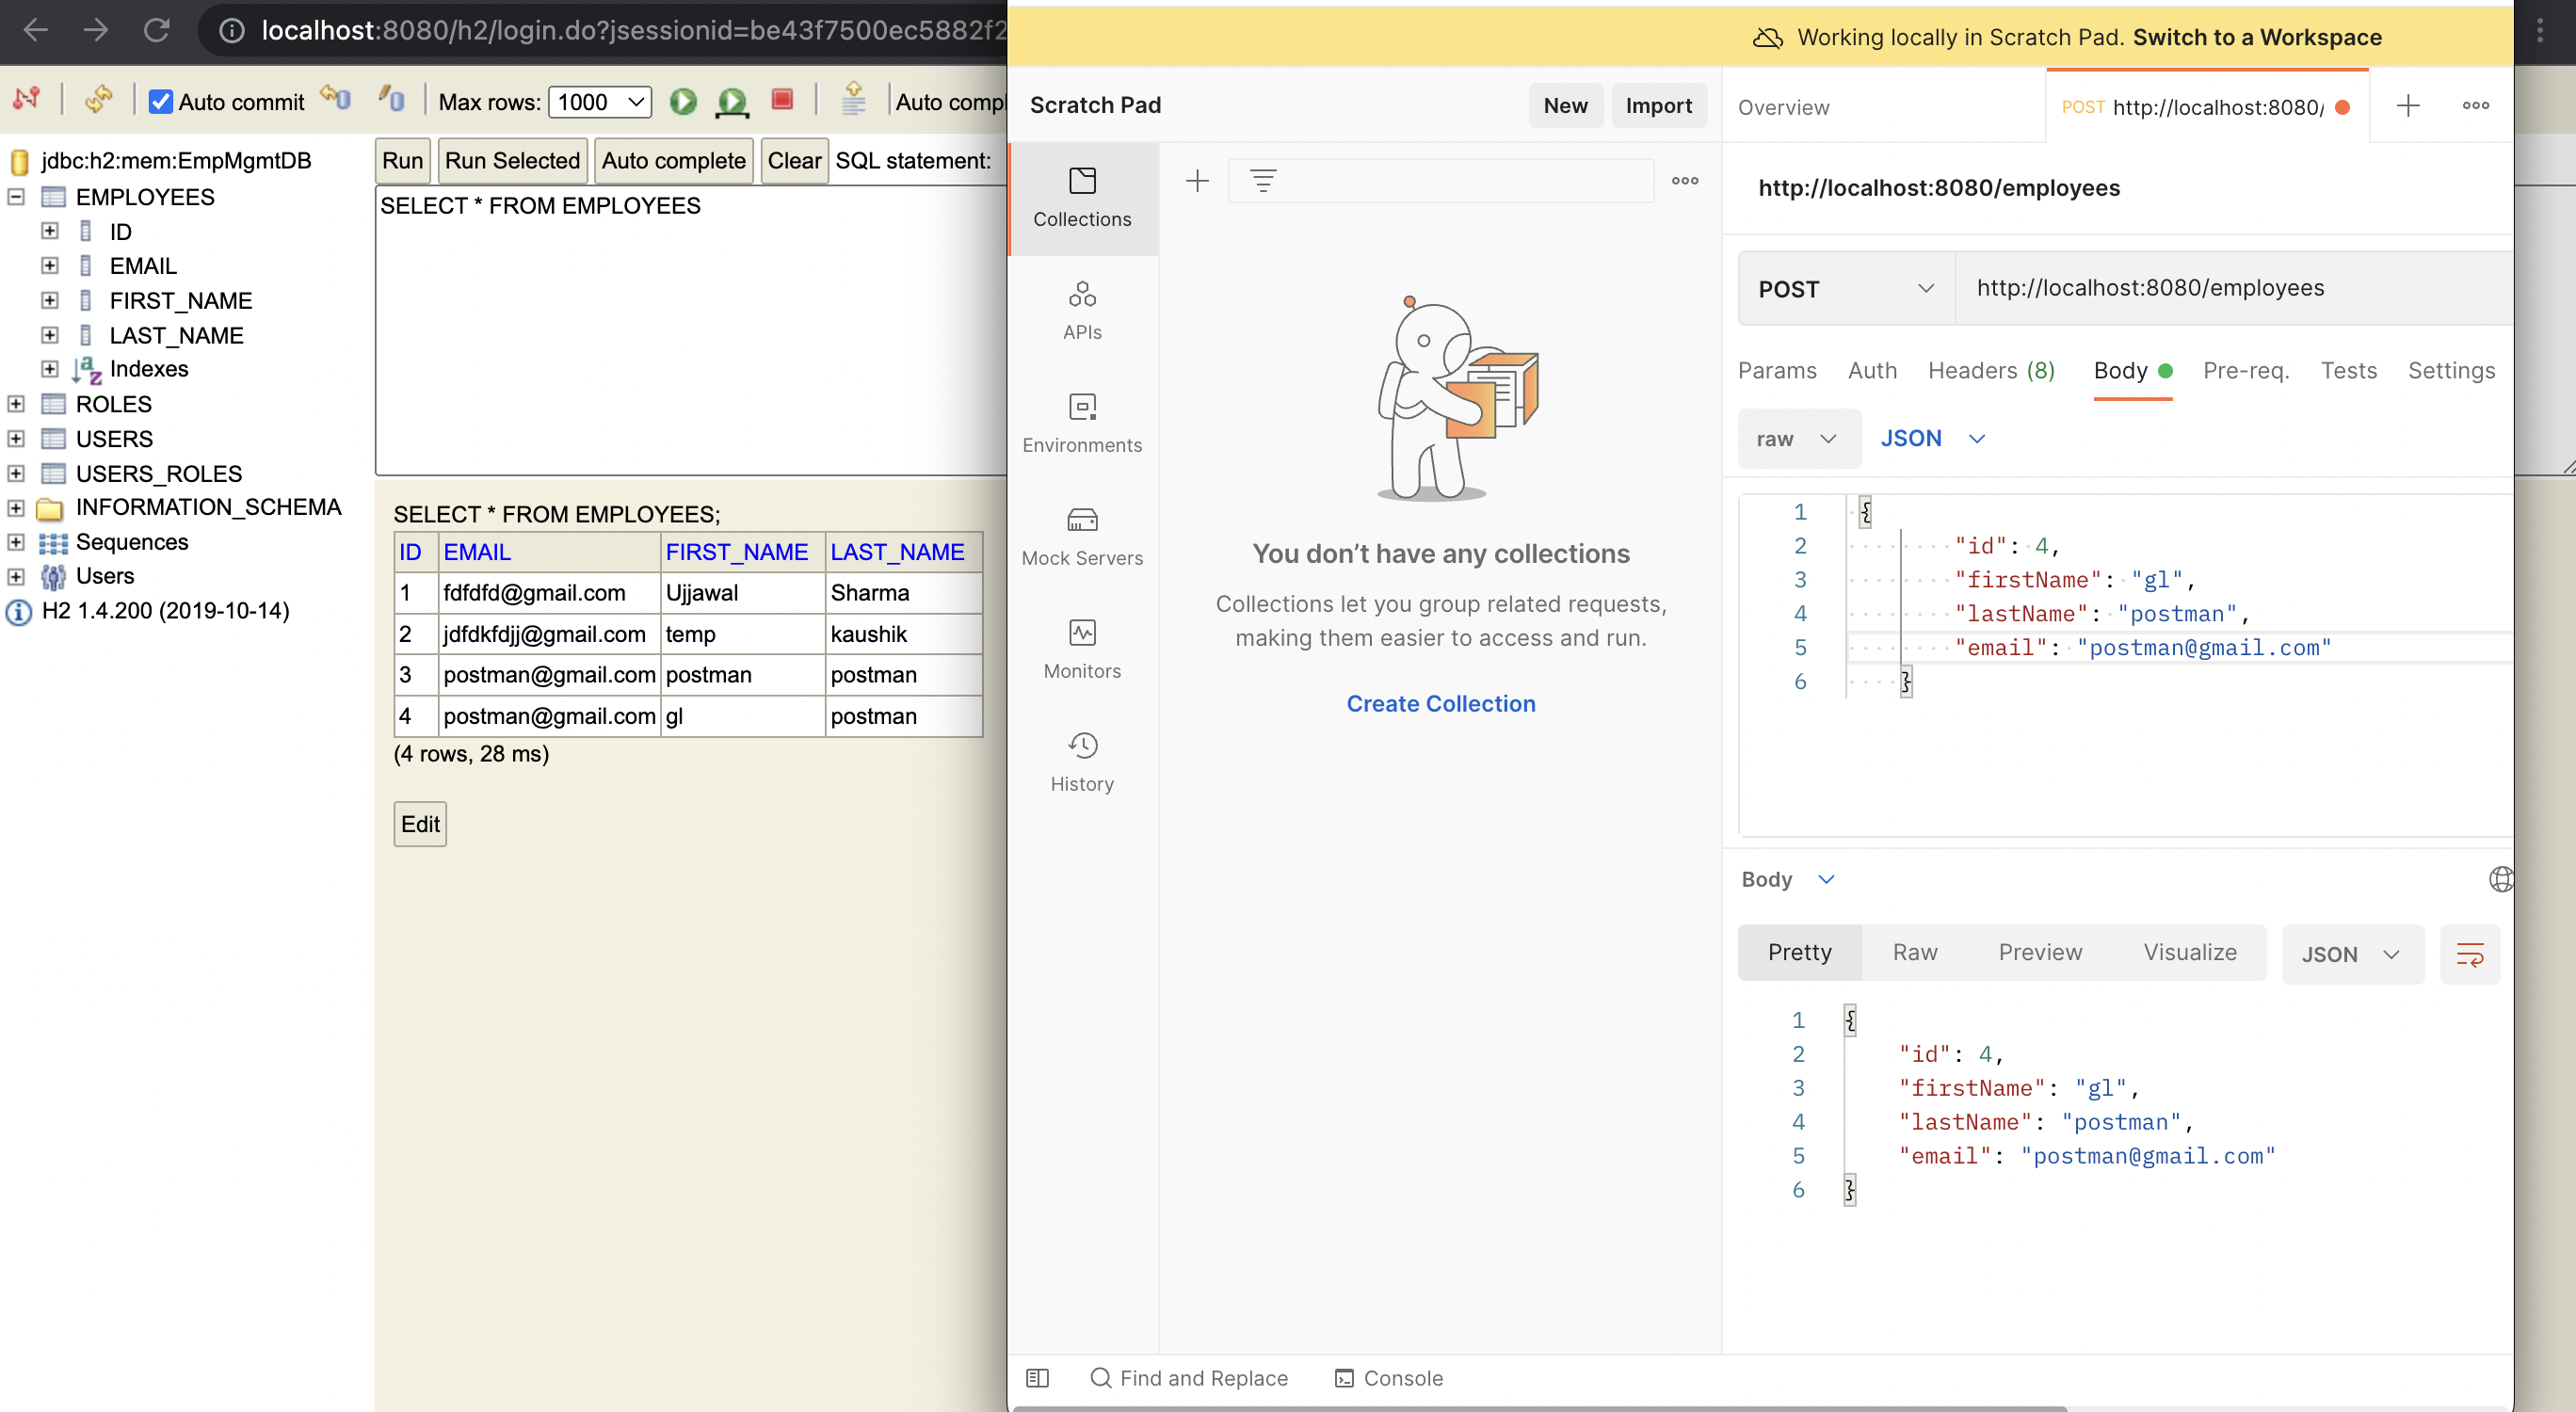 localhost:8080/h2/login.do?jsessionid=be43f7500ec5882f2
Auto commit
Max rows: 1000
Auto compl
jdbc:h2:mem:EmpMgmtDB
EMPLOYEES
ID
EMAIL
FIRST_NAME
LAST_NAME
Indexes
ROLES
USERS
USERS_ROLES
INFORMATION_SCHEMA
Sequences
Users
H2 1.4.200 (2019-10-14)
Run Run Selected Auto complete Clear SQL statement:
SELECT * FROM EMPLOYEES
SELECT * FROM EMPLOYEES;
ID EMAIL FIRST_NAME LAST_NAME
1 fdfdfd@gmail.com Ujjawal Sharma
2 jdfdkfdjj@gmail.com temp kaushik
3 postman@gmail.com postman postman
4 postman@gmail.com gl postman
(4 rows, 28 ms)
Edit
Working locally in Scratch Pad. Switch to a Workspace
Scratch Pad New Import
Collections
APIs
Environments
Mock Servers
Monitors
History
You don’t have any collections
Collections let you group related requests,
making them easier to access and run.
Create Collection
Overview POST http://localhost:8080/
http://localhost:8080/employees
POST http://localhost:8080/employees
Params Auth Headers (8) Body Pre-req. Tests Settings
raw JSON
1 {
2 "id": 4,
3 "firstName": "gl",
4 "lastName": "postman",
5 "email": "postman@gmail.com"
6 }
Body
Pretty Raw Preview Visualize JSON
1 {
2 "id": 4,
3 "firstName": "gl",
4 "lastName": "postman",
5 "email": "postman@gmail.com"
6 }
Find and Replace Console